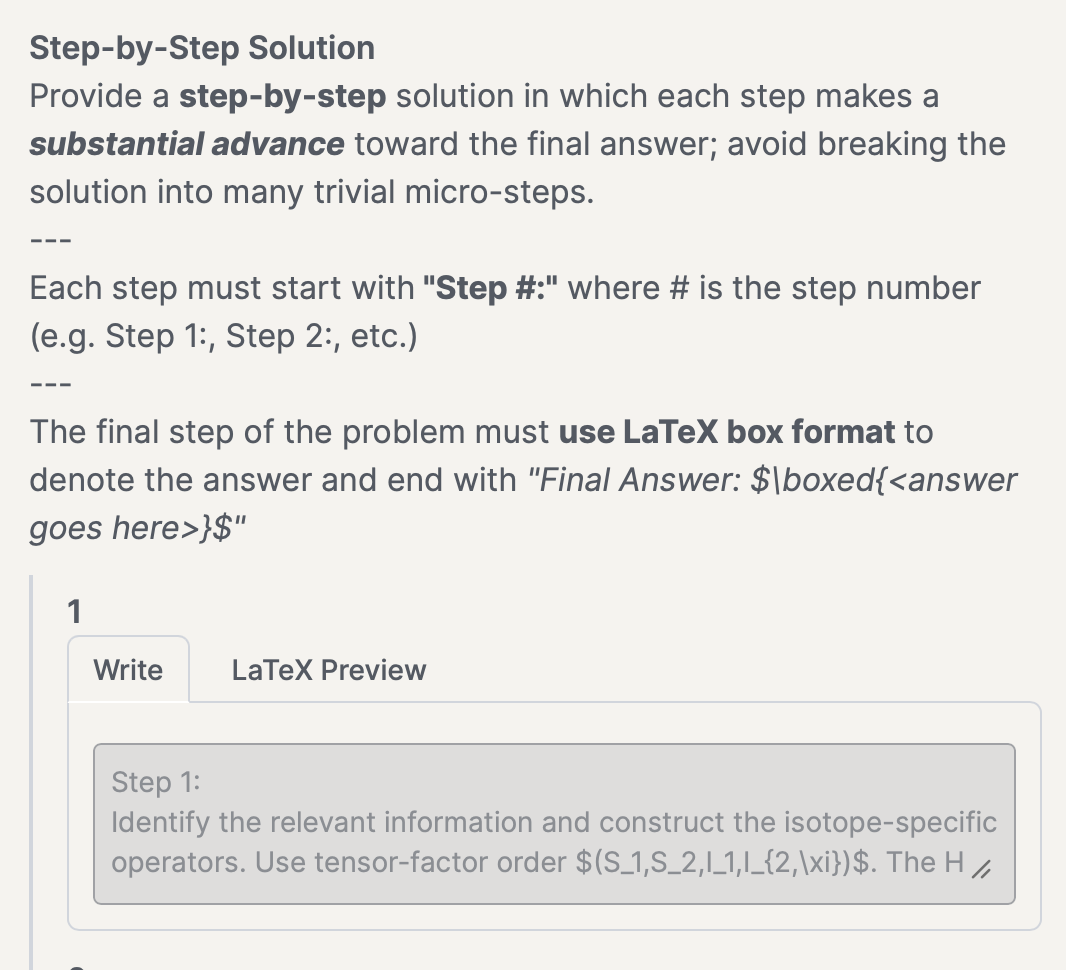 Step-by-Step Solution
Provide a step-by-step solution in which each step makes a
substantial advance toward the final answer; avoid breaking the
solution into many trivial micro-steps.
---
Each step must start with "Step #:" where # is the step number
(e.g. Step 1:, Step 2:, etc.)
---
The final step of the problem must use LaTeX box format to
denote the answer and end with "Final Answer: $\boxed{<answer
goes here>}$"
1
Write
LaTeX Preview
Step 1:
Identify the relevant information and construct the isotope-specific
operators. Use tensor-factor order $(S_1,S_2,I_1,I_{2,\xi})$. The H